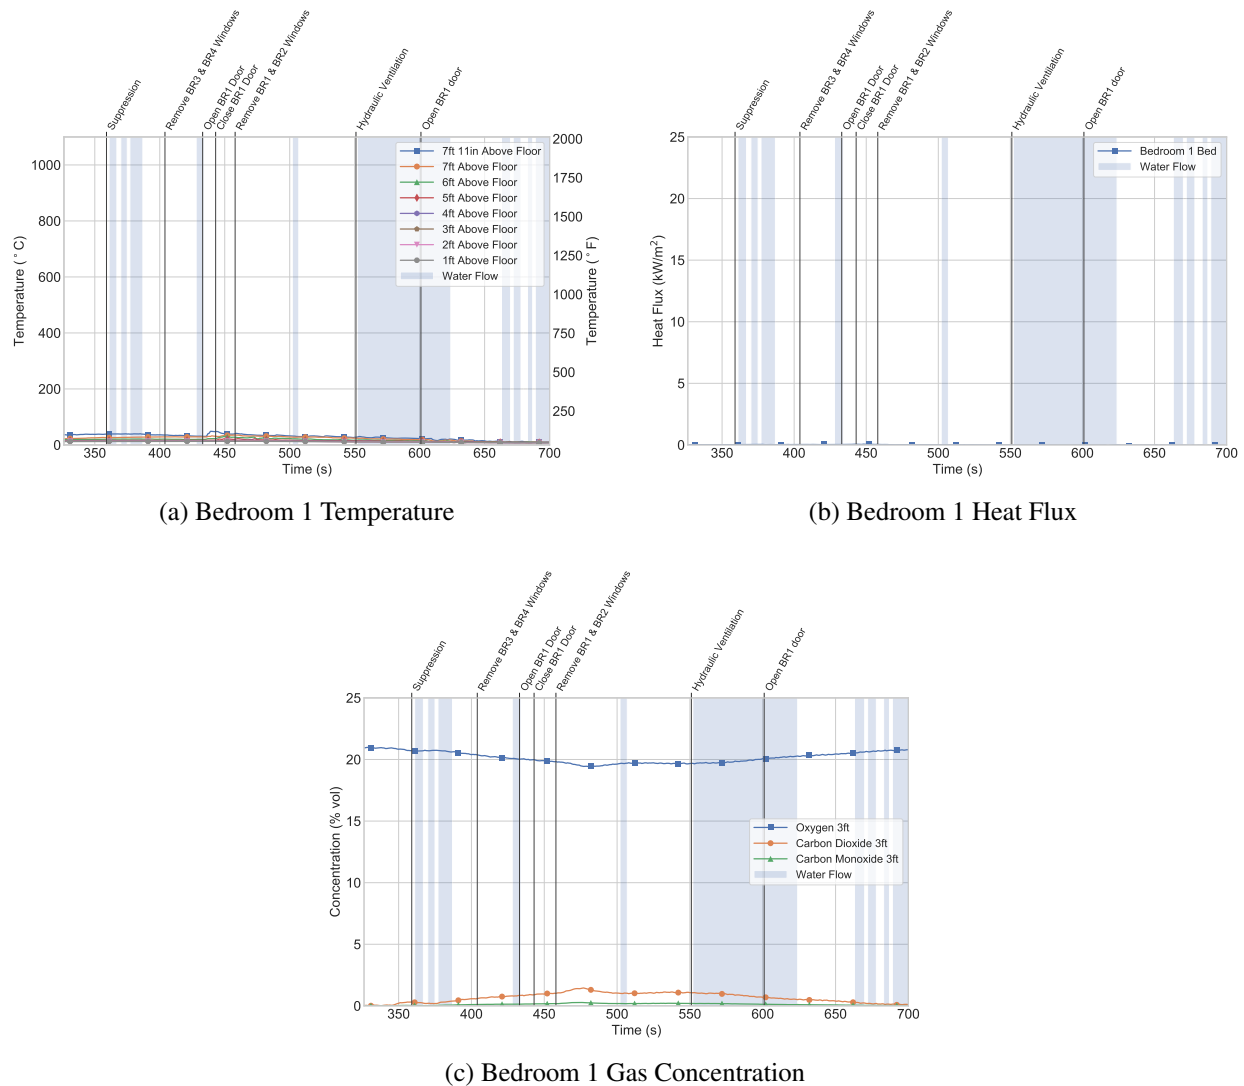 Suppression
Remove BR3 & BR4 Windows
Open BR1 Door
Close BR1 Door
Remove BR1 & BR2 Windows
Hydraulic Ventilation
Open BR1 door
1000
800
600
400
200
0
Temperature (°C)
2000
1750
1500
1250
1000
750
500
250
Temperature (°F)
7ft 11in Above Floor
7ft Above Floor
6ft Above Floor
5ft Above Floor
4ft Above Floor
3ft Above Floor
2ft Above Floor
1ft Above Floor
Water Flow
350 400 450 500 550 600 650 700
Time (s)
(a) Bedroom 1 Temperature
Suppression
Remove BR3 & BR4 Windows
Open BR1 Door
Close BR1 Door
Remove BR1 & BR2 Windows
Hydraulic Ventilation
Open BR1 door
25
20
15
10
5
0
Heat Flux (kW/m²)
Bedroom 1 Bed
Water Flow
350 400 450 500 550 600 650 700
Time (s)
(b) Bedroom 1 Heat Flux
Suppression
Remove BR3 & BR4 Windows
Open BR1 Door
Close BR1 Door
Remove BR1 & BR2 Windows
Hydraulic Ventilation
Open BR1 door
25
20
15
10
5
0
Concentration (% vol)
Oxygen 3ft
Carbon Dioxide 3ft
Carbon Monoxide 3ft
Water Flow
350 400 450 500 550 600 650 700
Time (s)
(c) Bedroom 1 Gas Concentration